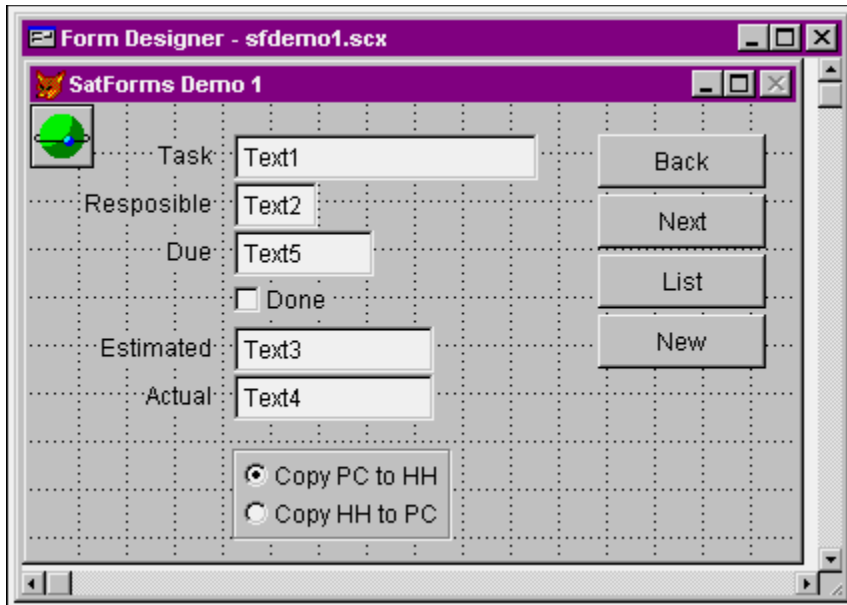 Form Designer - sfdemo1.scx
SatForms Demo 1
Task Text1 Back
Resposible Text2 Next
Due Text5
Done List
Estimated Text3 New
Actual Text4
Copy PC to HH
Copy HH to PC